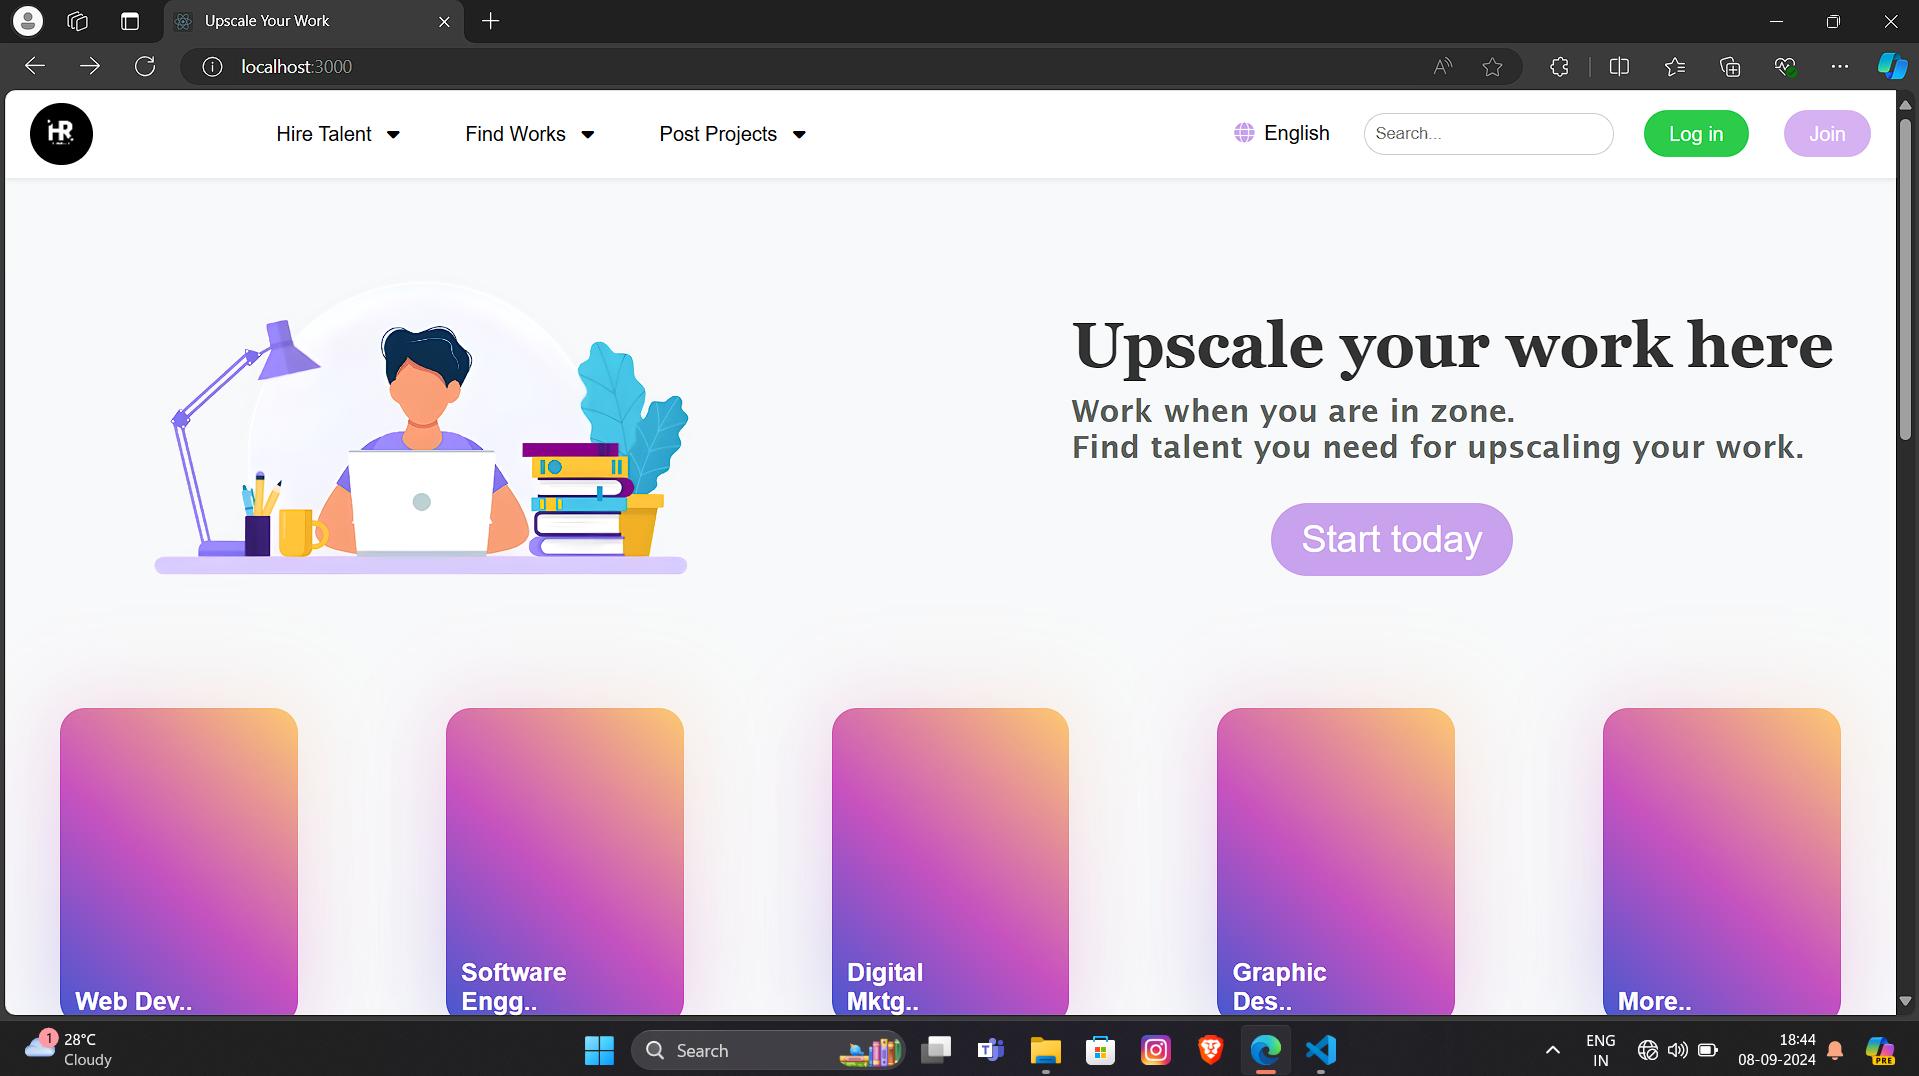 Upscale Your Work
localhost:3000
HR
Hire Talent
Find Works
Post Projects
English
Search...
Log in
Join
Upscale your work here
Work when you are in zone.
Find talent you need for upscaling your work.
Start today
Web Dev..
Software
Engg..
Digital
Mktg..
Graphic
Des..
More..
1
28°C
Cloudy
Search
ENG
IN
18:44
08-09-2024
PRE